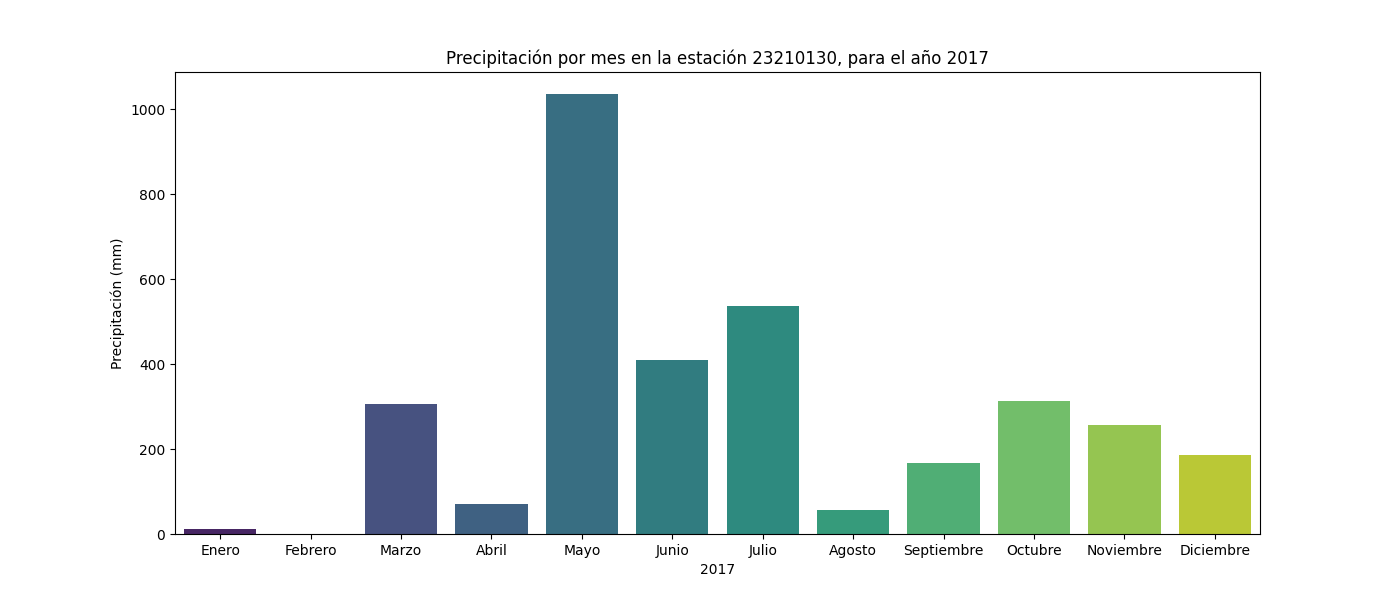 Precipitación por mes en la estación 23210130, para el año 2017
Precipitación (mm)
1000
800
600
400
200
0
Enero Febrero Marzo Abril Mayo Junio Julio Agosto Septiembre Octubre Noviembre Diciembre
2017